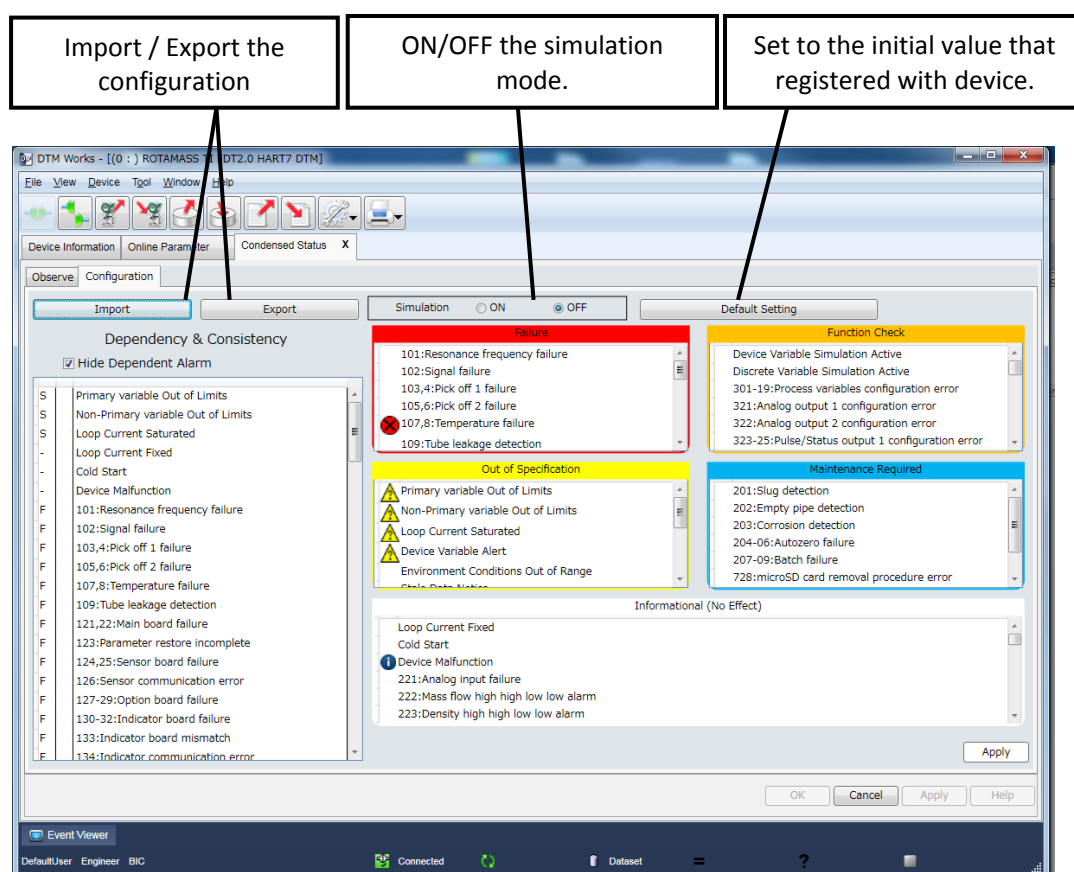 Import / Export the
configuration
ON/OFF the simulation
mode.
Set to the initial value that
registered with device.
DTM Works - [(0 : ) ROTAMASS TI FDT2.0 HART7 DTM]
File View Device Tool Window Help
Device Information Online Parameter Condensed Status X
Observe Configuration
Import Export Simulation ON OFF Default Setting
Dependency & Consistency
Hide Dependent Alarm
S Primary variable Out of Limits
S Non-Primary variable Out of Limits
S Loop Current Saturated
- Loop Current Fixed
- Cold Start
- Device Malfunction
F 101:Resonance frequency failure
F 102:Signal failure
F 103,4:Pick off 1 failure
F 105,6:Pick off 2 failure
F 107,8:Temperature failure
F 109:Tube leakage detection
F 121,22:Main board failure
F 123:Parameter restore incomplete
F 124,25:Sensor board failure
F 126:Sensor communication error
F 127-29:Option board failure
F 130-32:Indicator board failure
F 133:Indicator board mismatch
F 134:Indicator communication error
Failure
101:Resonance frequency failure
102:Signal failure
103,4:Pick off 1 failure
105,6:Pick off 2 failure
107,8:Temperature failure
109:Tube leakage detection
Function Check
Device Variable Simulation Active
Discrete Variable Simulation Active
301-19:Process variables configuration error
321:Analog output 1 configuration error
322:Analog output 2 configuration error
323-25:Pulse/Status output 1 configuration error
Out of Specification
Primary variable Out of Limits
Non-Primary variable Out of Limits
Loop Current Saturated
Device Variable Alert
Environment Conditions Out of Range
Stale Data Notice
Maintenance Required
201:Slug detection
202:Empty pipe detection
203:Corrosion detection
204-06:Autozero failure
207-09:Batch failure
728:microSD card removal procedure error
Informational (No Effect)
Loop Current Fixed
Cold Start
Device Malfunction
221:Analog input failure
222:Mass flow high high low low alarm
223:Density high high low low alarm
Apply
OK Cancel Apply Help
Event Viewer
DefaultUser Engineer BIC Connected Dataset = ?